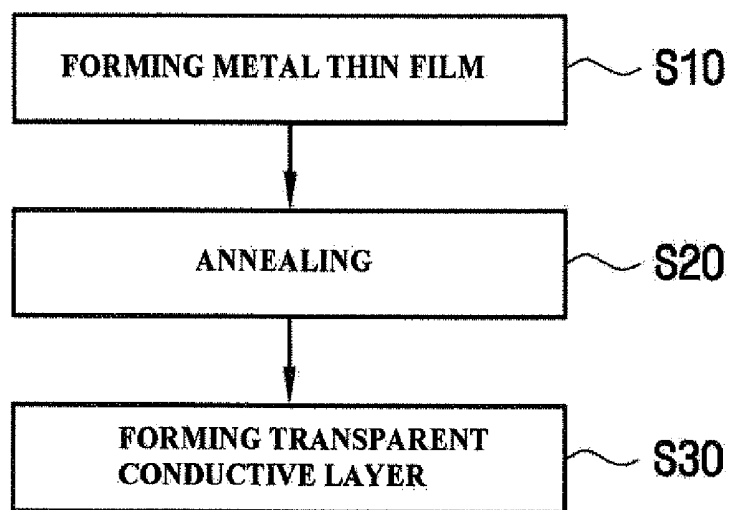 FORMING METAL THIN FILM
S10
ANNEALING
S20
FORMING TRANSPARENT
CONDUCTIVE LAYER
S30